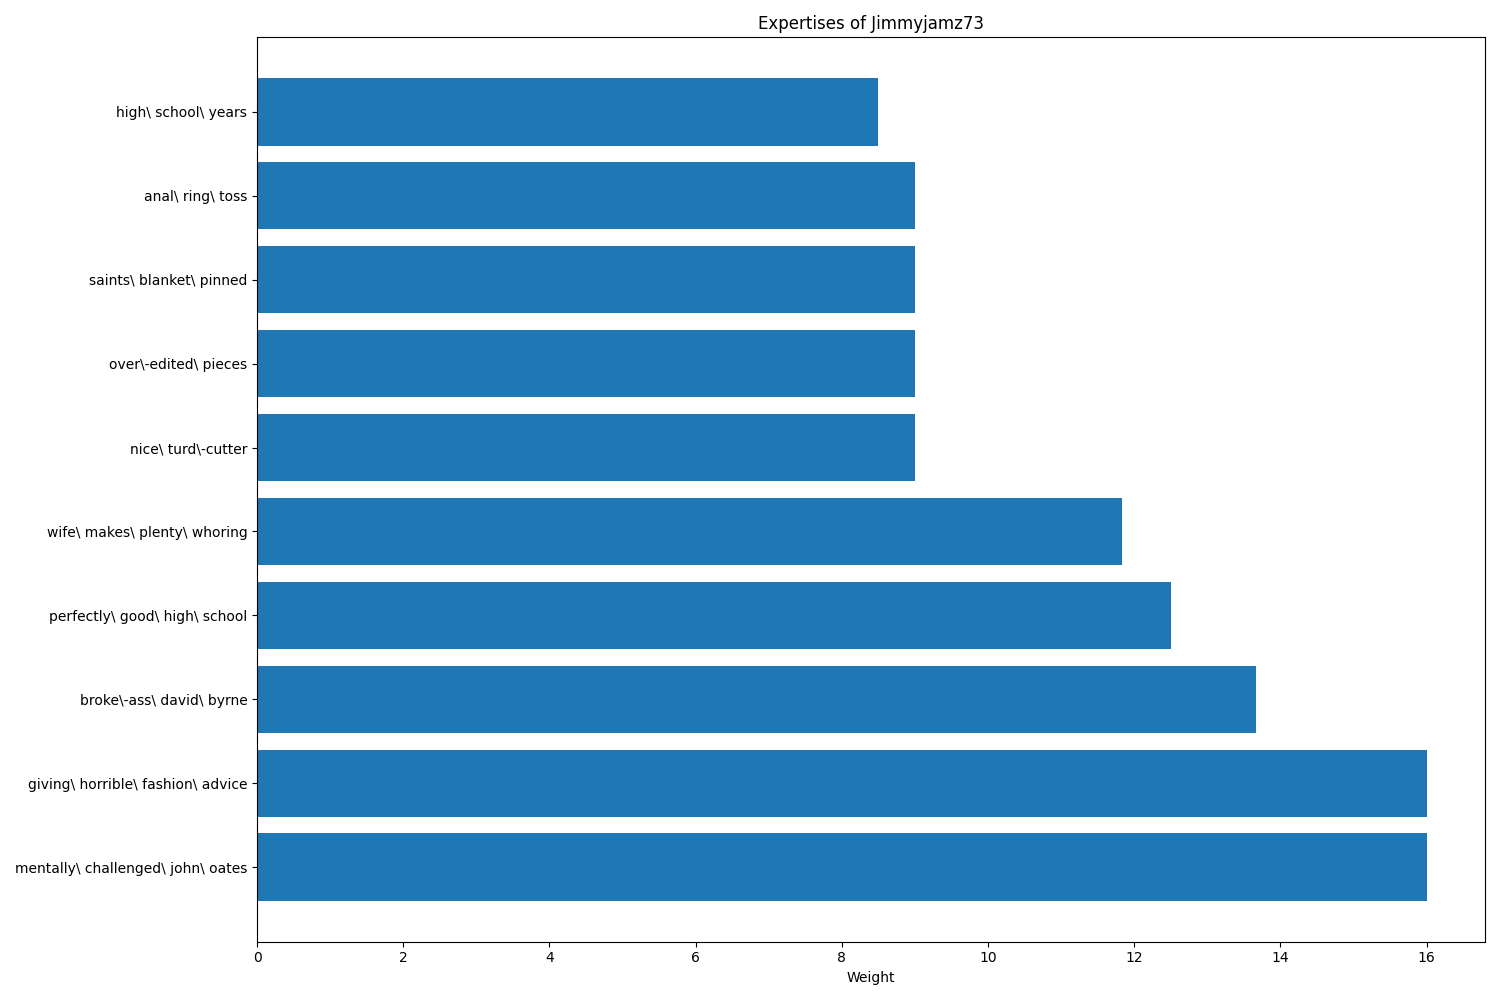 Expertises of Jimmyjamz73
high\ school\ years
anal\ ring\ toss
saints\ blanket\ pinned
over\-edited\ pieces
nice\ turd\-cutter
wife\ makes\ plenty\ whoring
perfectly\ good\ high\ school
broke\-ass\ david\ byrne
giving\ horrible\ fashion\ advice
mentally\ challenged\ john\ oates
0 2 4 6 8 10 12 14 16
Weight